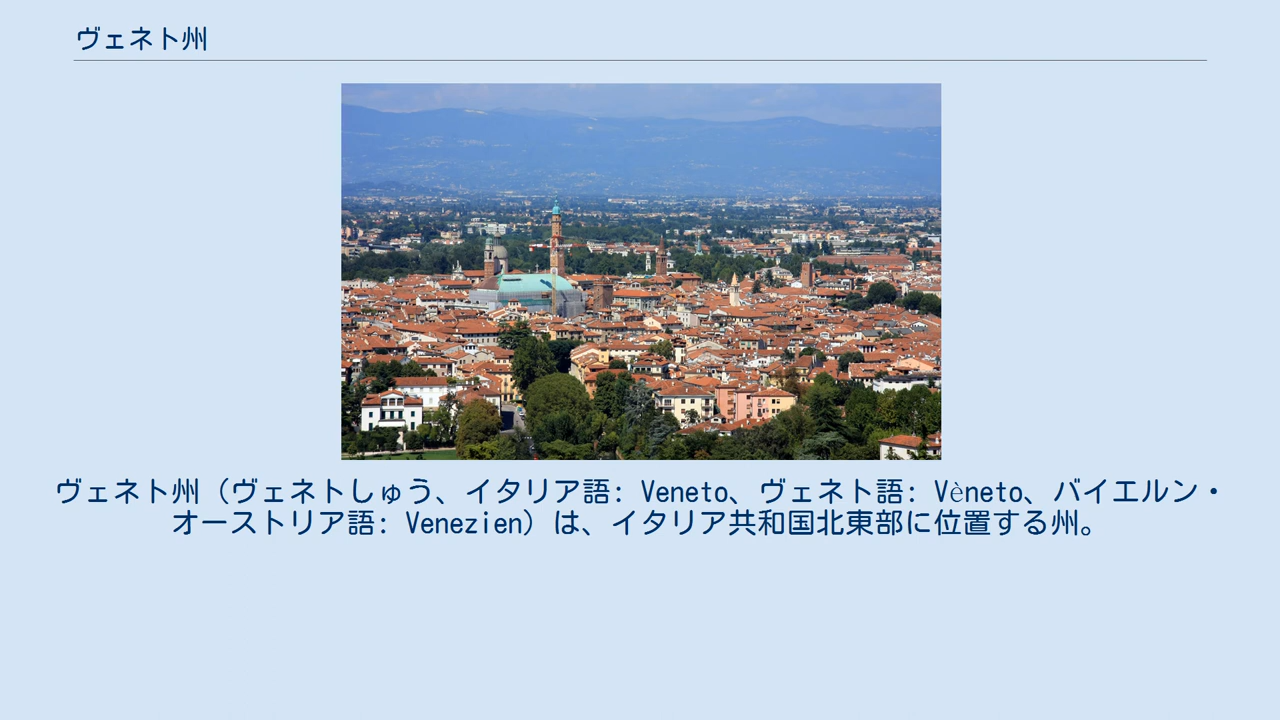 ヴェネト州
ヴェネト州（ヴェネトしゅう、イタリア語: Veneto、ヴェネト語: Vèneto、バイエルン・
オーストリア語: Venezien）は、イタリア共和国北東部に位置する州。